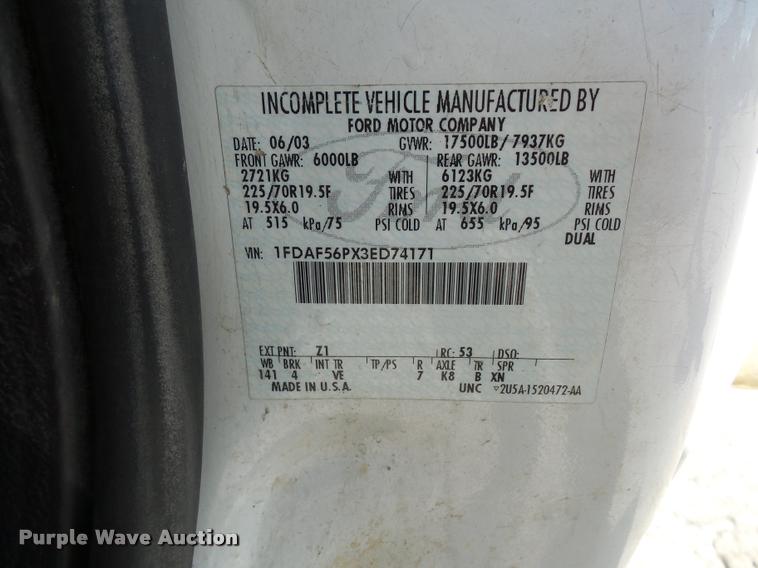 INCOMPLETE VEHICLE MANUFACTURED BY
FORD MOTOR COMPANY
DATE: 06/03 GVWR: 17500LB/ 7937KG
FRONT GAWR: 6000LB REAR GAWR: 13500LB
2721KG WITH 6123KG WITH
225/70R19.5F TIRES 225/70R19.5F TIRES
19.5X6.0 RIMS 19.5X6.0 RIMS
AT 515 kPa/75 PSI COLD AT 655 kPa/95 PSI COLD
DUAL
VIN: 1FDAF56PX3ED74171
EXT PNT: Z1 RC: 53 DSO:
WB BRK INT TR TP/PS R AXLE TR SPR
141 4 VE 7 K8 B XN
MADE IN U.S.A. UNC 2U5A-1520472-AA
Ford
Purple Wave Auction